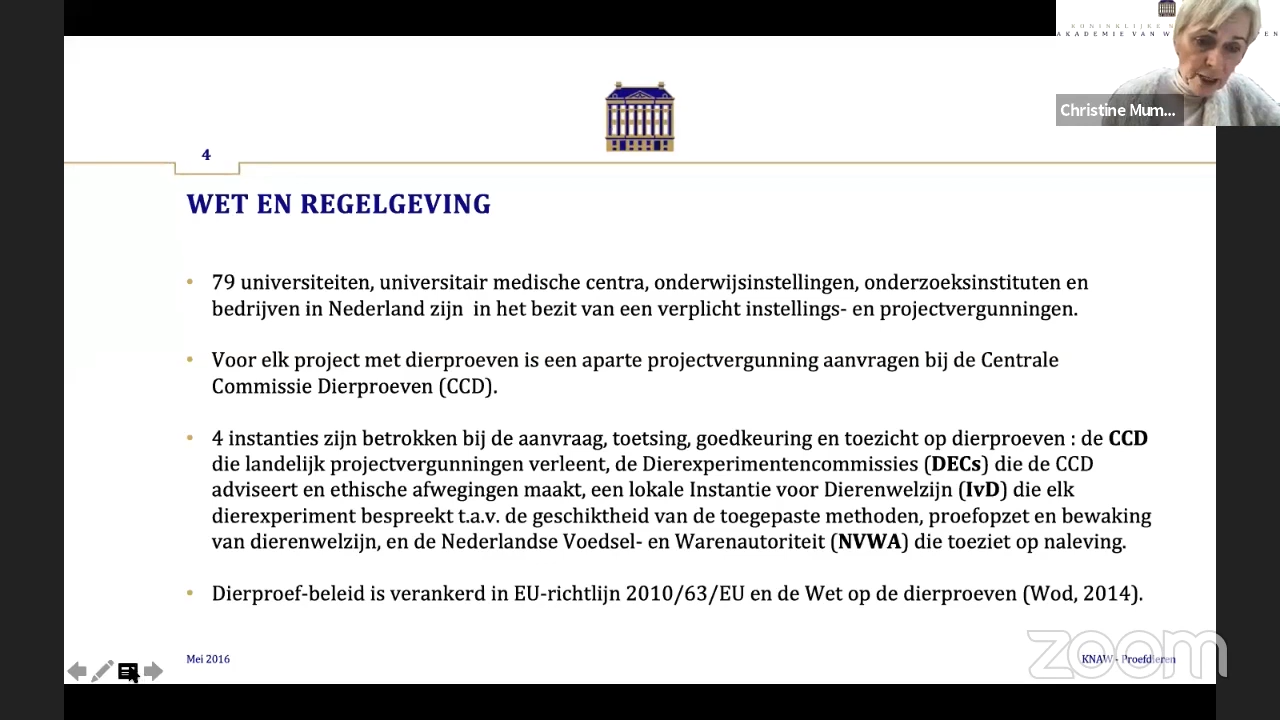 AKADEMIE VAN W
Christine Mum...
4
WET EN REGELGEVING
• 79 universiteiten, universitair medische centra, onderwijsinstellingen, onderzoeksinstituten en
bedrijven in Nederland zijn in het bezit van een verplicht instellings- en projectvergunningen.
• Voor elk project met dierproeven is een aparte projectvergunning aanvragen bij de Centrale
Commissie Dierproeven (CCD).
• 4 instanties zijn betrokken bij de aanvraag, toetsing, goedkeuring en toezicht op dierproeven : de CCD
die landelijk projectvergunningen verleent, de Dierexperimentencommissies (DECs) die de CCD
adviseert en ethische afwegingen maakt, een lokale Instantie voor Dierenwelzijn (IvD) die elk
dierexperiment bespreekt t.a.v. de geschiktheid van de toegepaste methoden, proefopzet en bewaking
van dierenwelzijn, en de Nederlandse Voedsel- en Warenautoriteit (NVWA) die toeziet op naleving.
• Dierproef-beleid is verankerd in EU-richtlijn 2010/63/EU en de Wet op de dierproeven (Wod, 2014).
Mei 2016
KNAW - Proefdieren
zoom